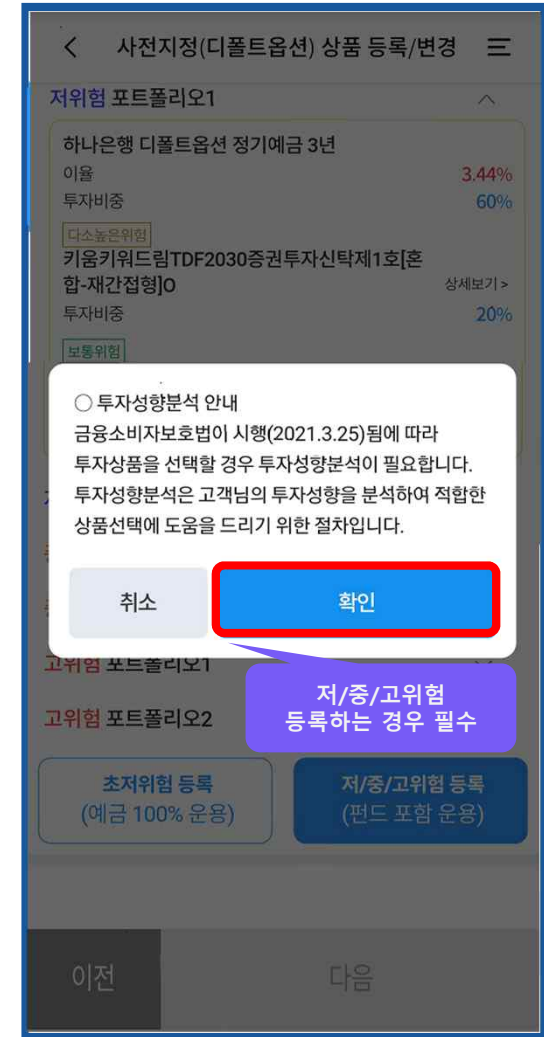 사전지정(디폴트옵션) 상품 등록/변경
저위험 포트폴리오1
하나은행 디폴트옵션 정기예금 3년
이율 3.44%
투자비중 60%
다소높은위험
키움키워드림TDF2030증권투자신탁제1호[혼
합-재간접형]O 상세보기 >
투자비중 20%
보통위험
○ 투자성향분석 안내
금융소비자보호법이 시행(2021.3.25)됨에 따라
투자상품을 선택할 경우 투자성향분석이 필요합니다.
투자성향분석은 고객님의 투자성향을 분석하여 적합한
상품선택에 도움을 드리기 위한 절차입니다.
취소 확인
고위험 포트폴리오1
저/중/고위험
등록하는 경우 필수
고위험 포트폴리오2
초저위험 등록
(예금 100% 운용)
저/중/고위험 등록
(펀드 포함 운용)
이전 다음